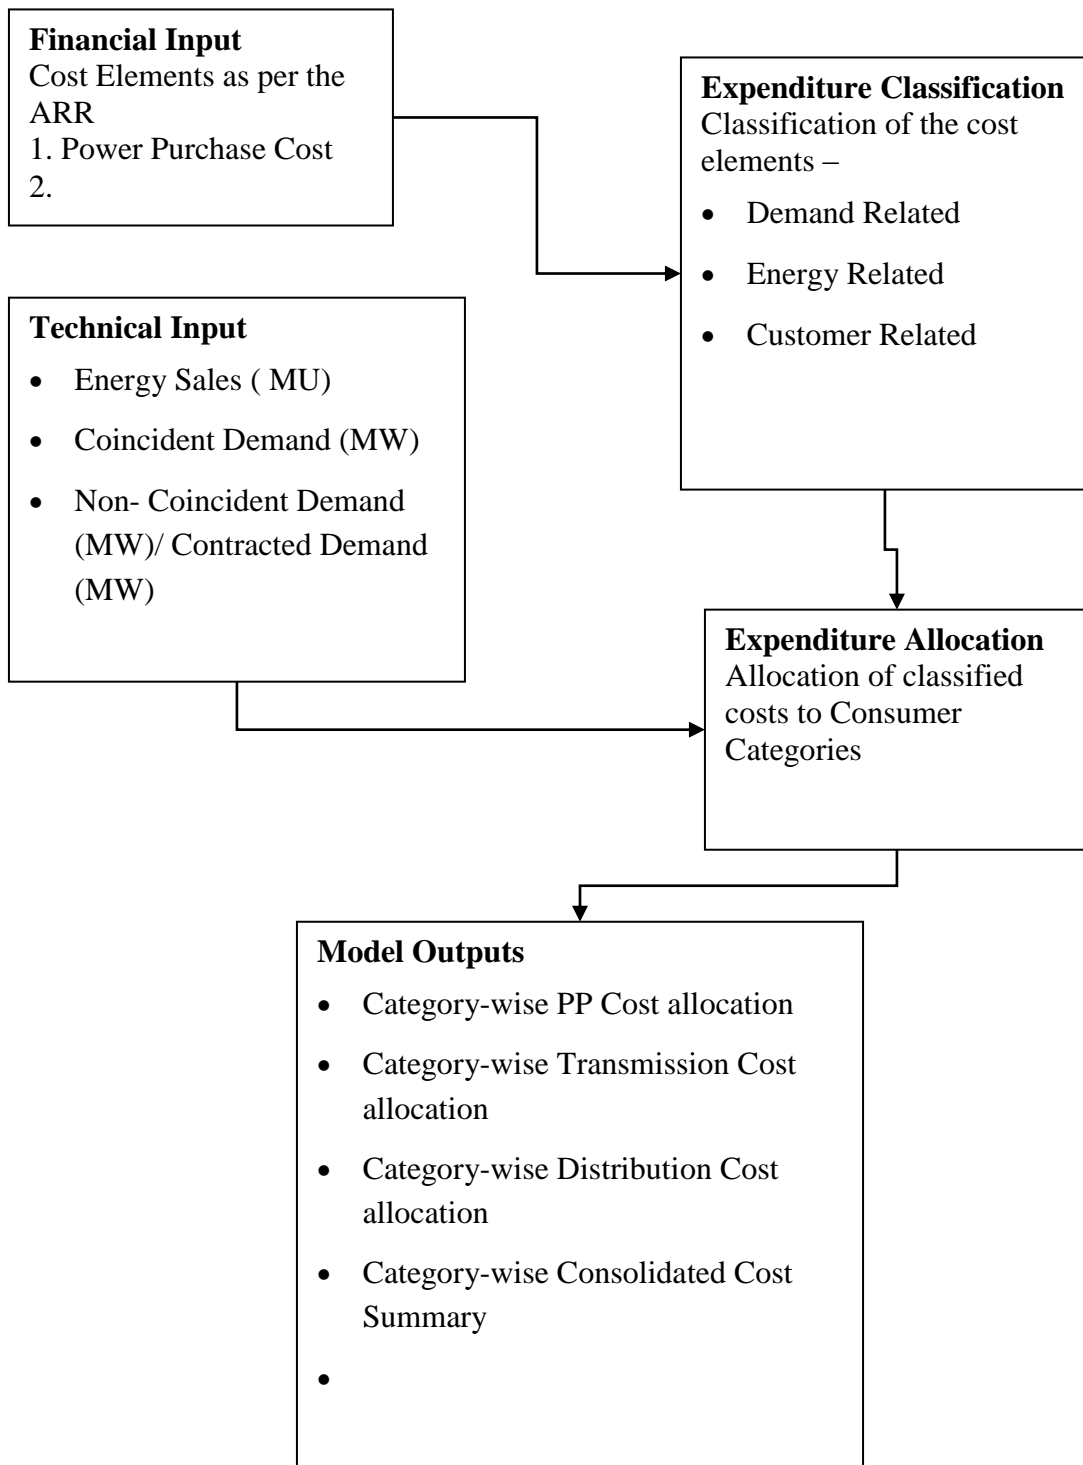 Financial Input
Cost Elements as per the
ARR
1. Power Purchase Cost
2.
Expenditure Classification
Classification of the cost
elements –
• Demand Related
• Energy Related
• Customer Related
Technical Input
• Energy Sales ( MU)
• Coincident Demand (MW)
• Non- Coincident Demand
(MW)/ Contracted Demand
(MW)
Expenditure Allocation
Allocation of classified
costs to Consumer
Categories
Model Outputs
• Category-wise PP Cost allocation
• Category-wise Transmission Cost
allocation
• Category-wise Distribution Cost
allocation
• Category-wise Consolidated Cost
Summary
•